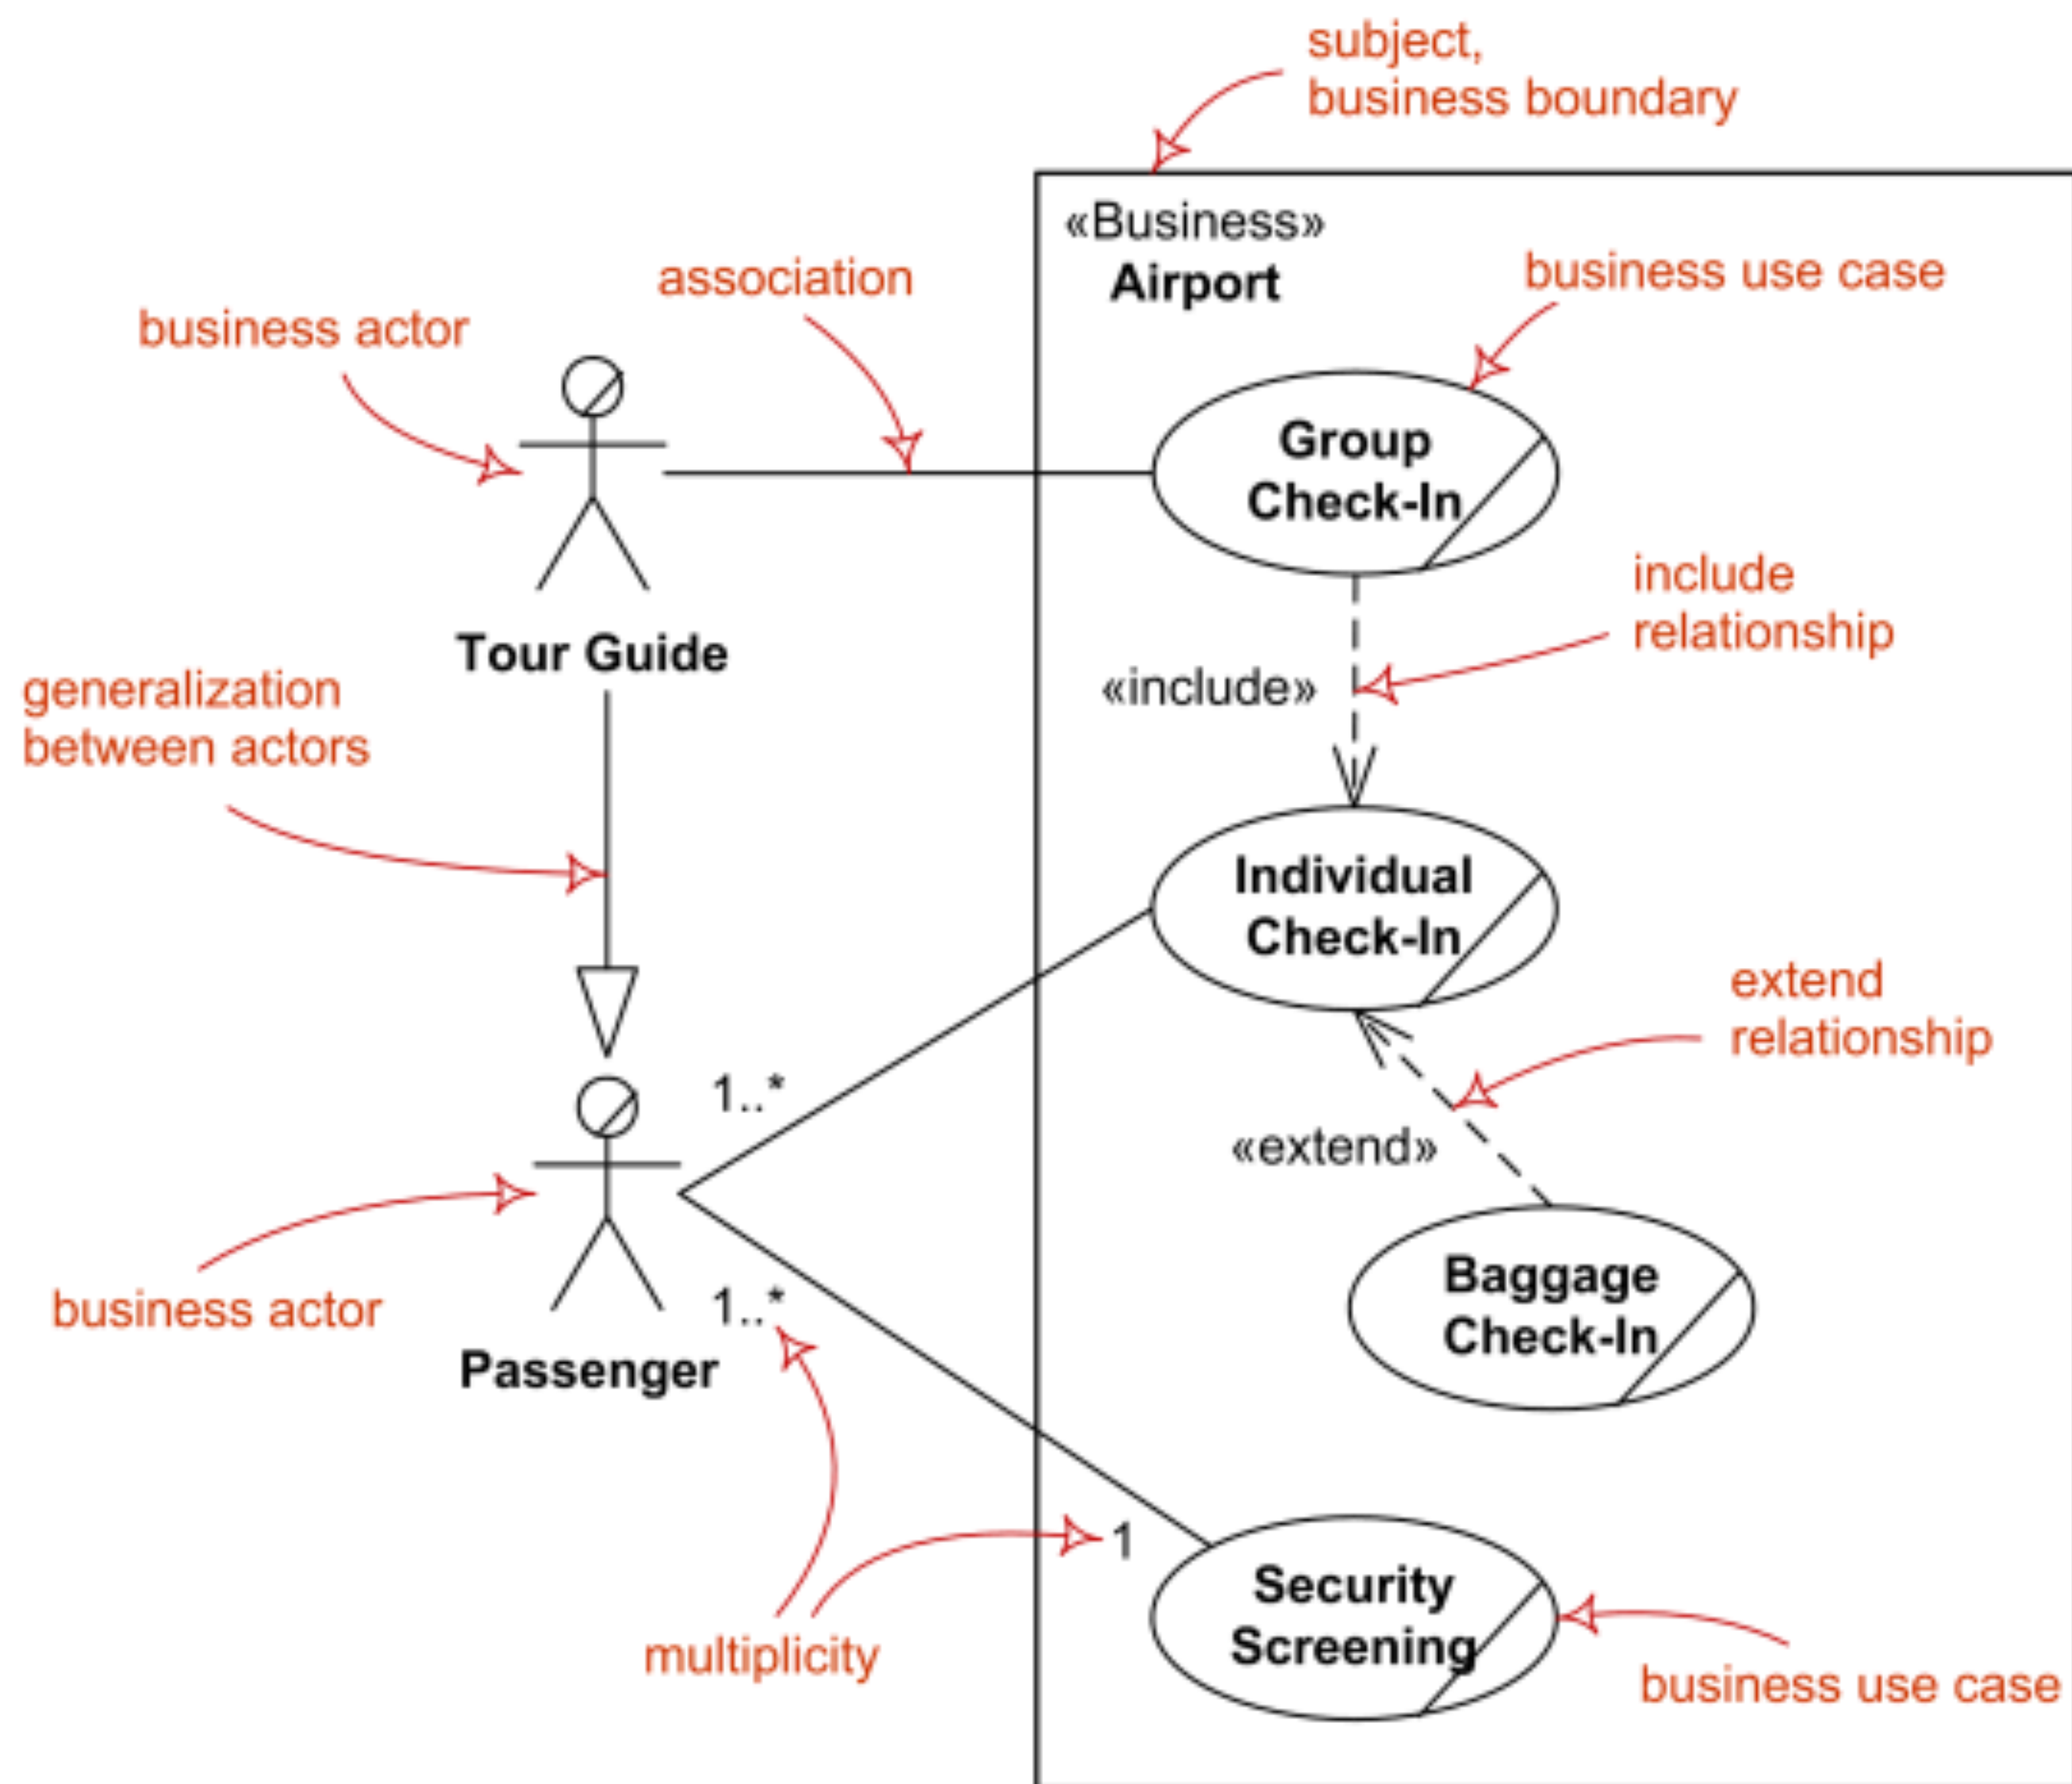 subject,
business boundary
«Business»
Airport
business use case
association
business actor
Group
Check-In
include
relationship
«include»
Tour Guide
generalization
between actors
Individual
Check-In
extend
relationship
1..*
«extend»
business actor
1..*
Passenger
Baggage
Check-In
1
multiplicity
Security
Screening
business use case